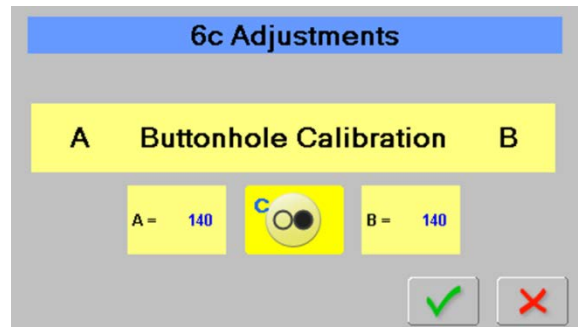 6c Adjustments
A Buttonhole Calibration B
A = 140 C B = 140